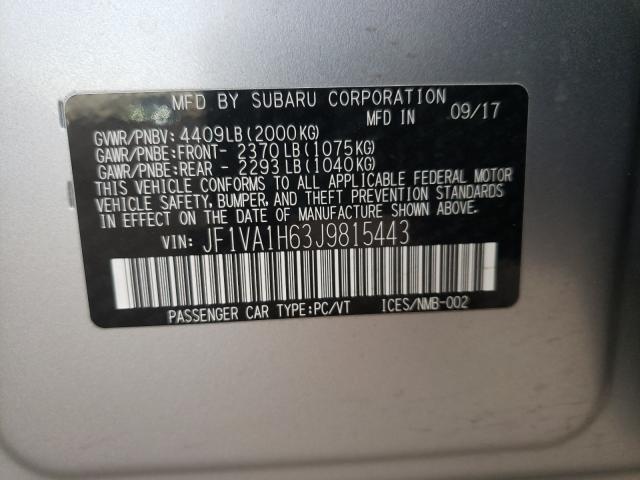 MFD BY SUBARU CORPORATION
MFD IN 09/17
GVWR/PNBV: 4409LB(2000KG)
GAWR/PNBE:FRONT- 2370LB(1075KG)
GAWR/PNBE:REAR - 2293LB(1040KG)
THIS VEHICLE CONFORMS TO ALL APPLICABLE FEDERAL MOTOR
VEHICLE SAFETY, BUMPER, AND THEFT PREVENTION STANDARDS
IN EFFECT ON THE DATE OF MANUFACTURE SHOWN ABOVE.
VIN: JF1VA1H63J9815443
PASSENGER CAR TYPE:PC/VT ICES/NMB-002